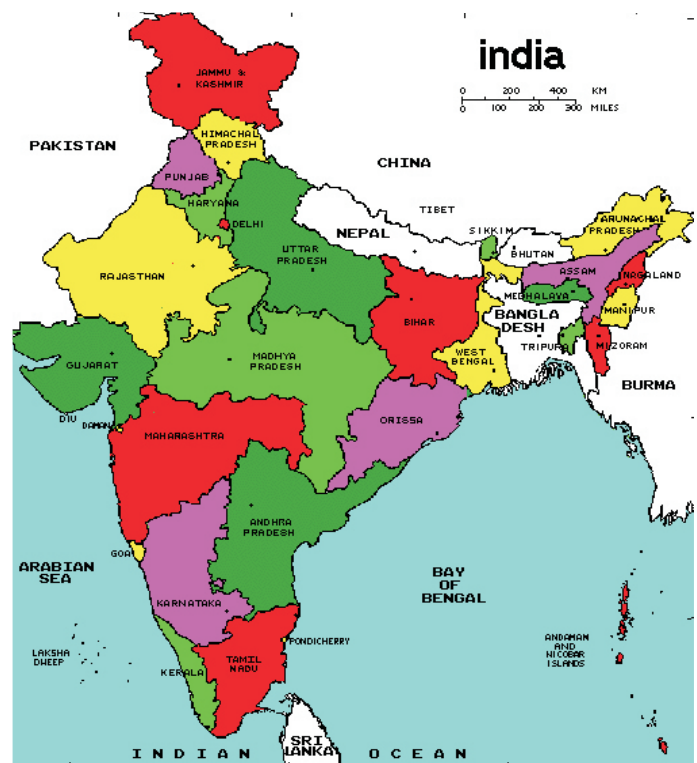 india
0 200 400 KM
0 100 200 300 MILES
JAMMU &
KASHMIR
HIMACHAL
PRADESH
PAKISTAN
CHINA
PUNJAB
HARYANA
DELHI
TIBET
NEPAL
SIKKIM
BHUTAN
ARUNACHAL
PRADESH
UTTAR
PRADESH
RAJASTHAN
ASSAM
NAGALAND
MEGHALAYA
MANIPUR
BIHAR
BANGLA
DESH
TRIPURA
MIZORAM
GUJARAT
MADHYA
PRADESH
WEST
BENGAL
BURMA
DIU
DAMAN
ORISSA
MAHARASHTRA
ANDHRA
PRADESH
GOA
ARABIAN
SEA
BAY
OF
BENGAL
KARNATAKA
PONDICHERRY
ANDAMAN
AND
NICOBAR
ISLANDS
LAKSHA
DWEEP
KERALA
TAMIL
NADU
SRI
LANKA
INDIAN OCEAN